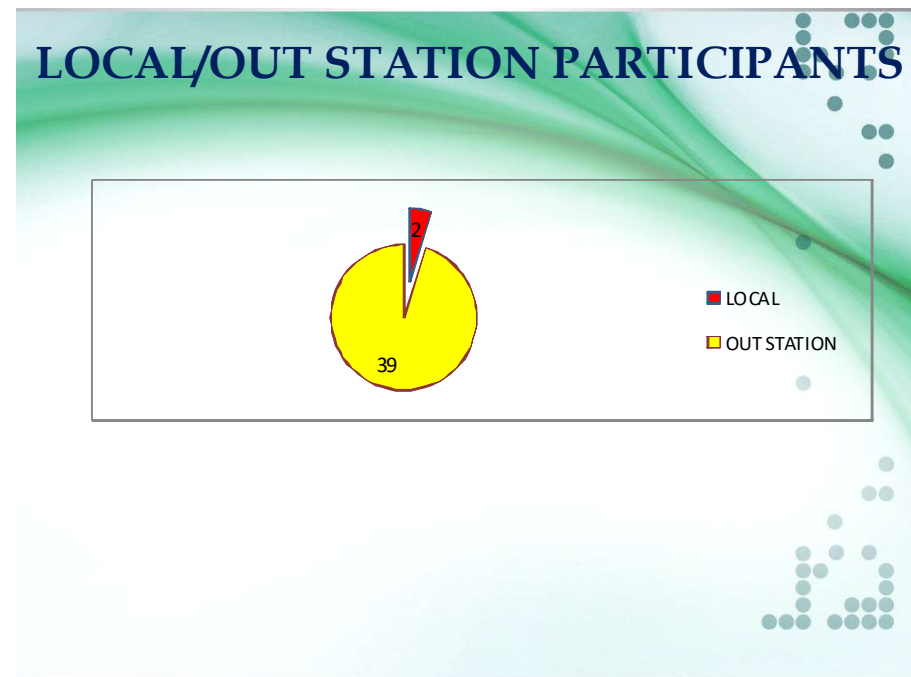 LOCAL/OUT STATION PARTICIPANTS
2
LOCAL
OUT STATION
39